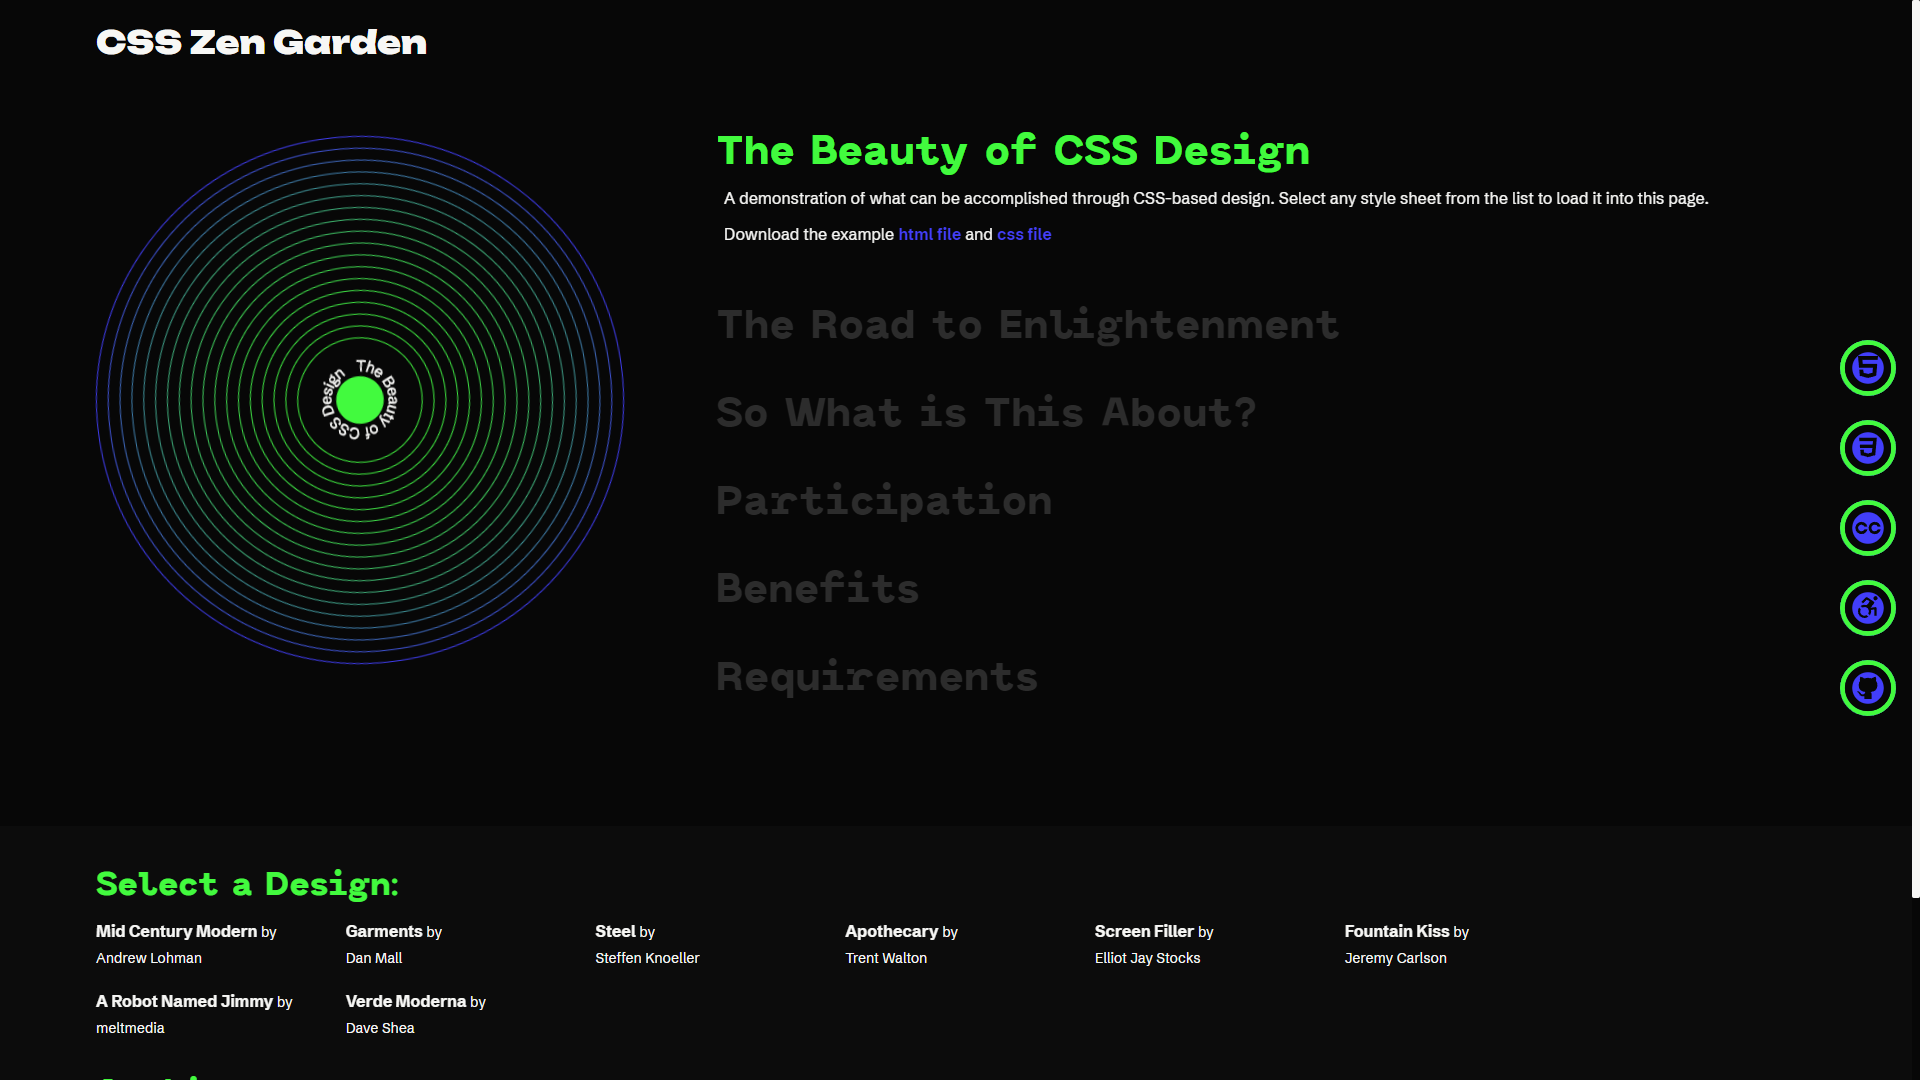 CSS Zen Garden
The Beauty of CSS Design
The Beauty of CSS Design
A demonstration of what can be accomplished through CSS-based design. Select any style sheet from the list to load it into this page.
Download the example html file and css file
The Road to Enlightenment
So What is This About?
Participation
Benefits
Requirements
CC
Select a Design:
Mid Century Modern by
Andrew Lohman
Garments by
Dan Mall
Steel by
Steffen Knoeller
Apothecary by
Trent Walton
Screen Filler by
Elliot Jay Stocks
Fountain Kiss by
Jeremy Carlson
A Robot Named Jimmy by
meltmedia
Verde Moderna by
Dave Shea